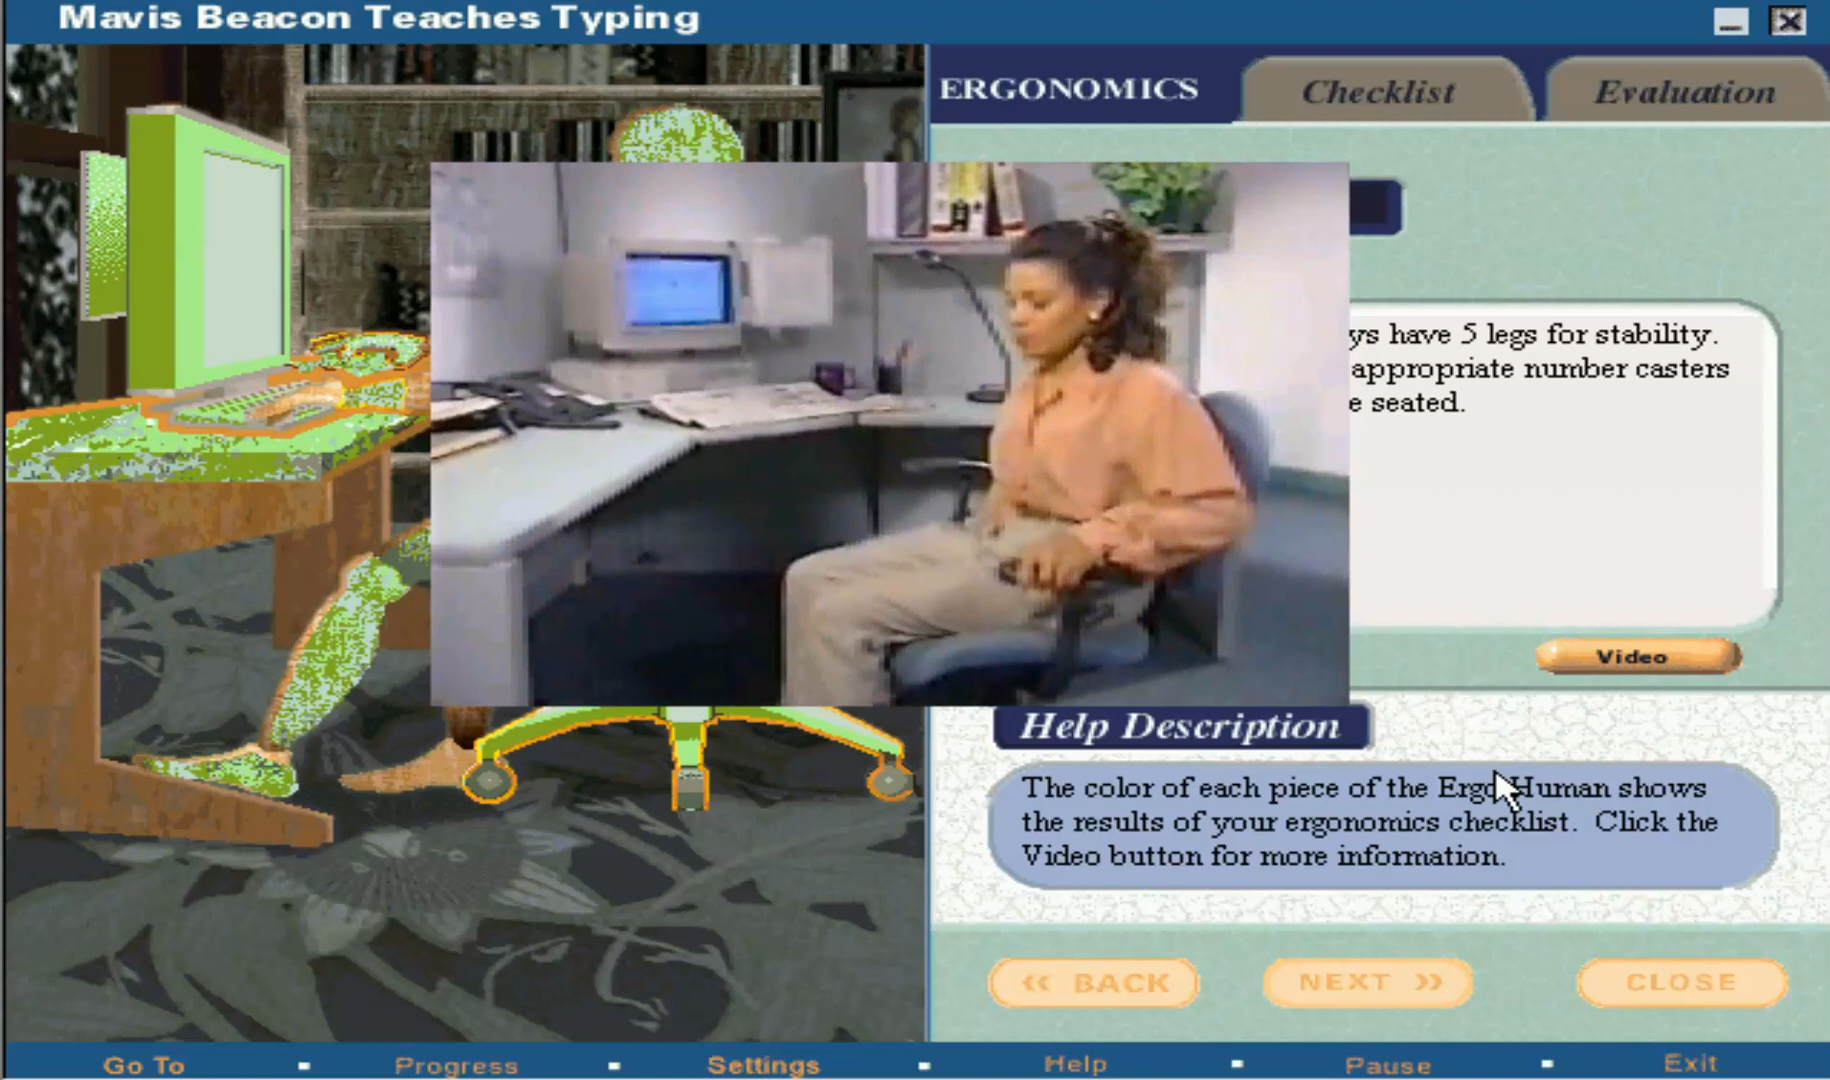 Mavis Beacon Teaches Typing
ERGONOMICS
Checklist
Evaluation
ys have 5 legs for stability.
appropriate number casters
e seated.
Video
Help Description
The color of each piece of the Ergo Human shows
the results of your ergonomics checklist. Click the
Video button for more information.
<< BACK
NEXT >>
CLOSE
Go To
Progress
Settings
Help
Pause
Exit